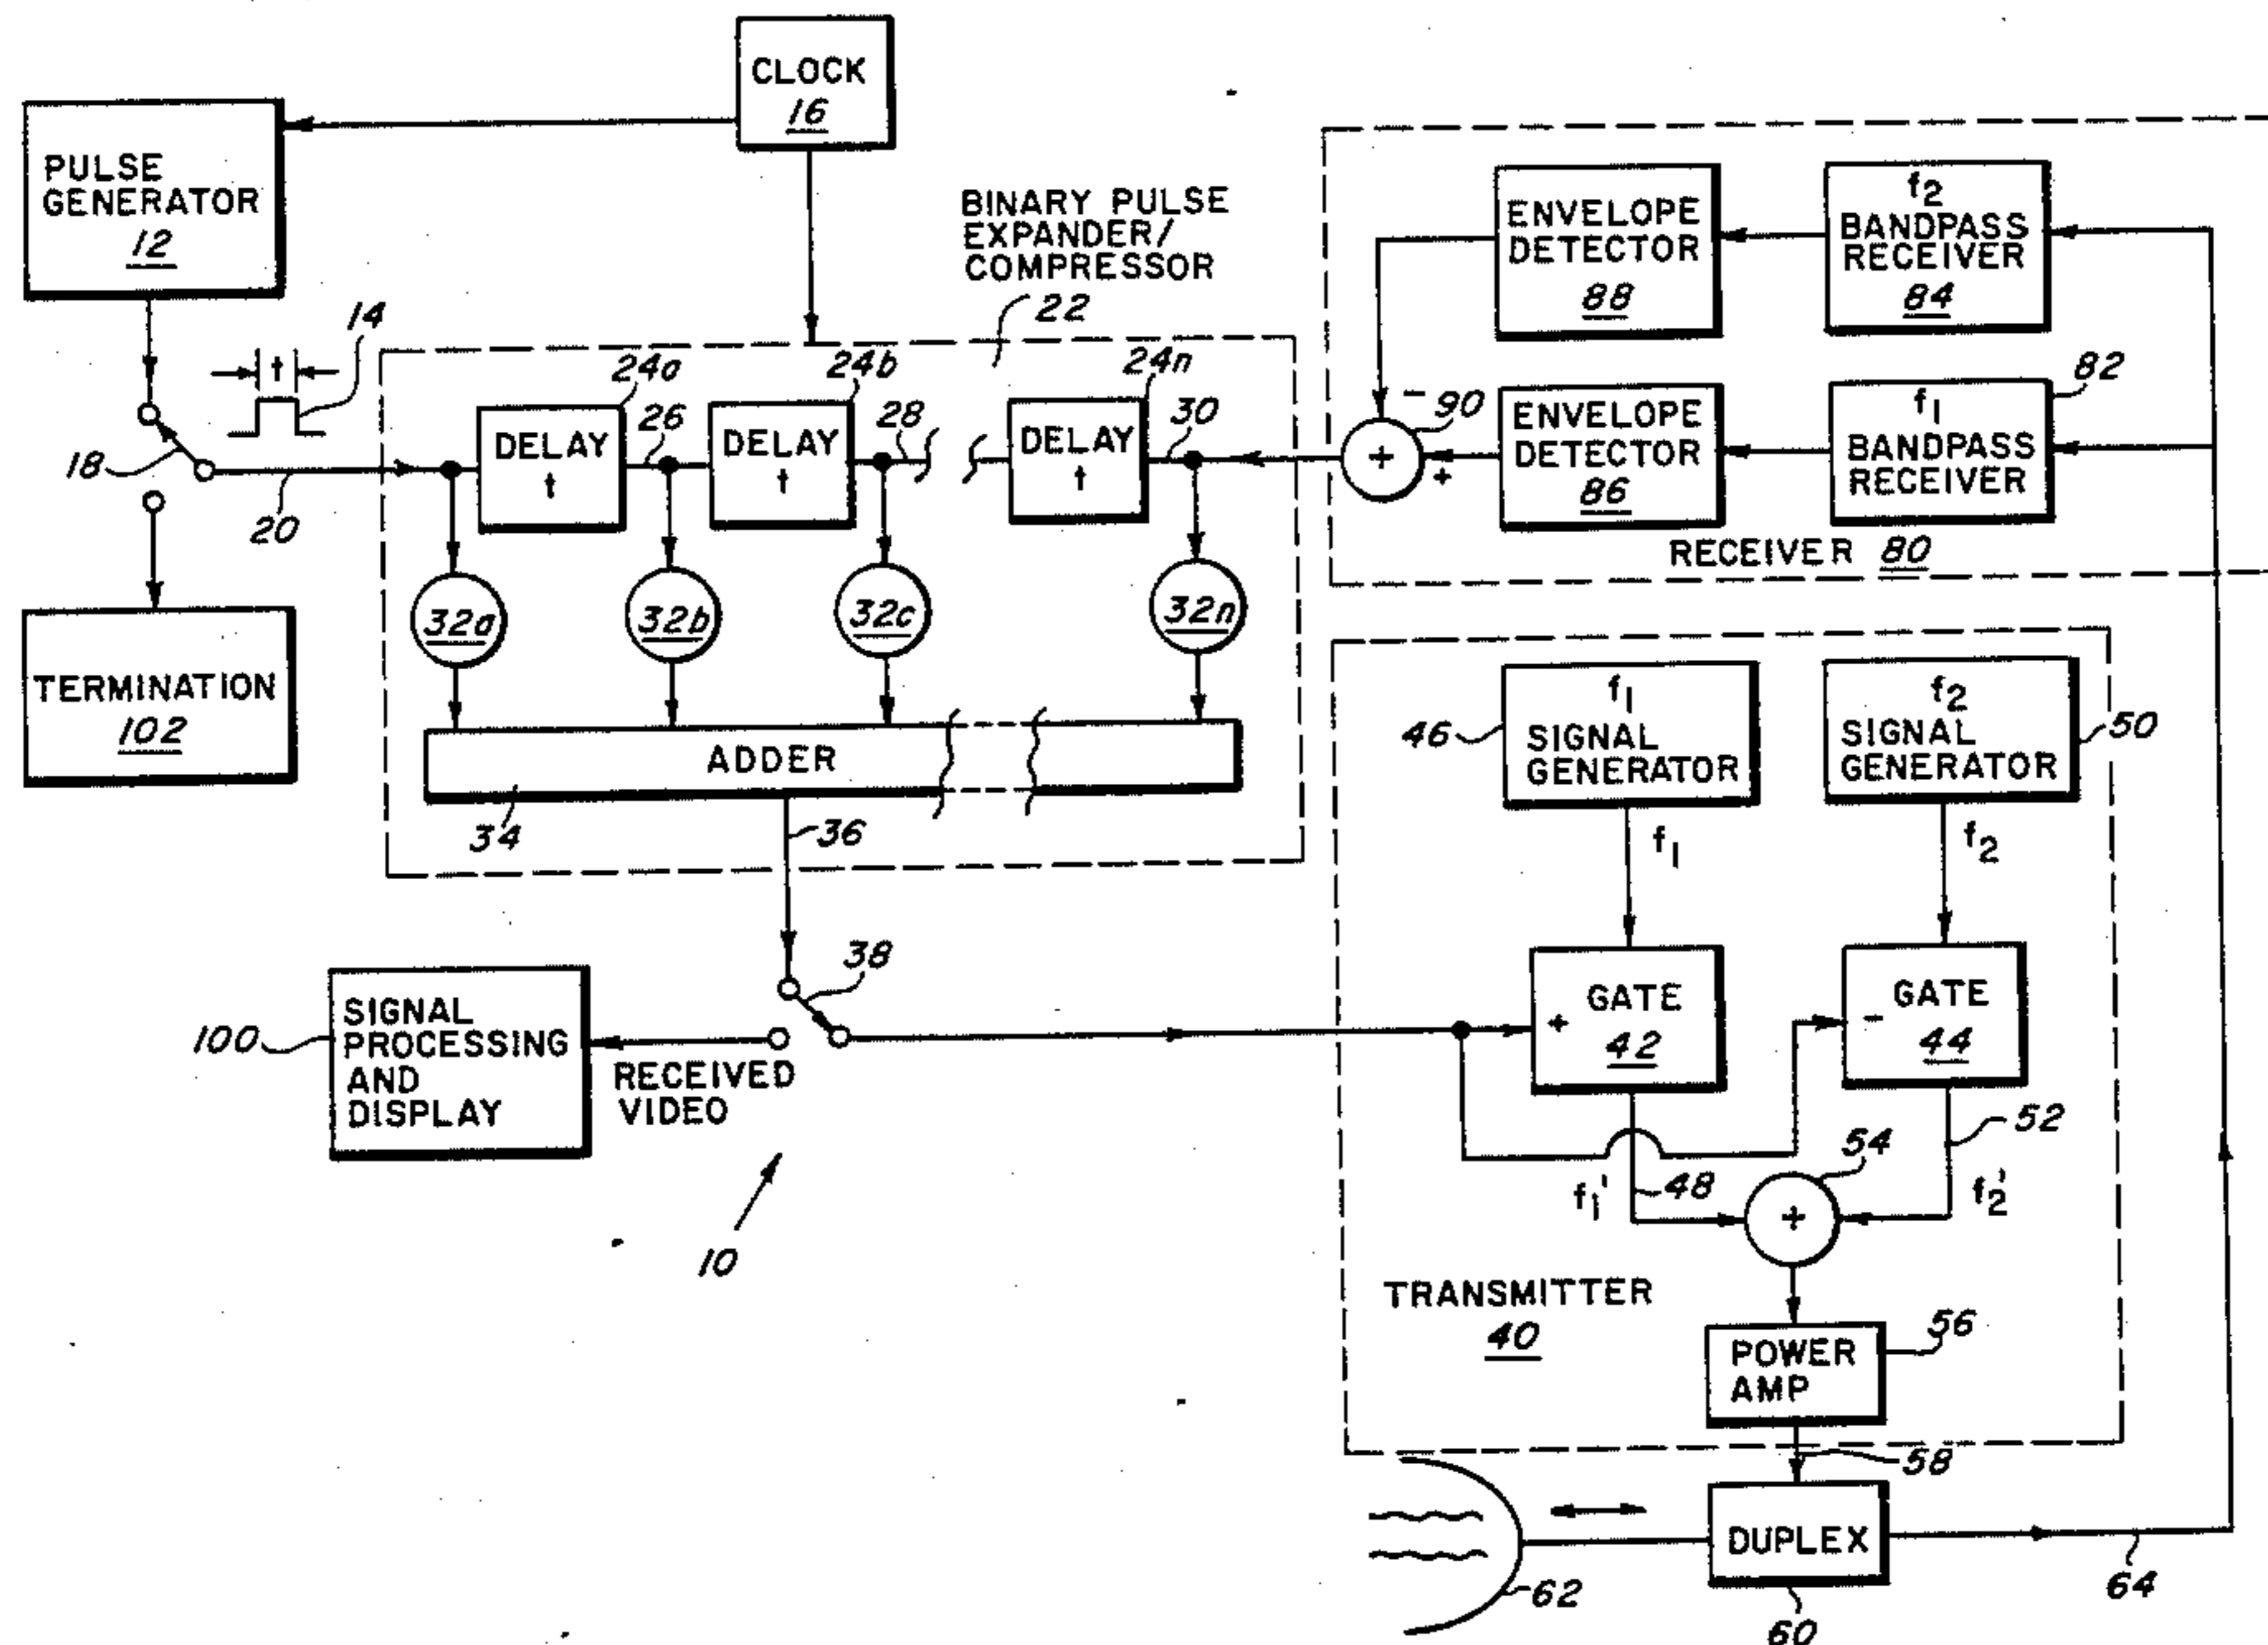 CLOCK
16
PULSE
GENERATOR
12
BINARY PULSE
EXPANDER/
COMPRESSOR
22
14
t
18
20
24a
24b
24n
DELAY
t
26
DELAY
t
28
DELAY
t
30
32a
32b
32c
32n
ADDER
34
36
TERMINATION
102
38
SIGNAL
PROCESSING
AND
DISPLAY
100
RECEIVED
VIDEO
10
ENVELOPE
DETECTOR
88
f2
BANDPASS
RECEIVER
84
82
- 90
+
+
ENVELOPE
DETECTOR
86
f1
BANDPASS
RECEIVER
RECEIVER 80
46
f1
SIGNAL
GENERATOR
f2
SIGNAL
GENERATOR
50
f1
f2
+ GATE
42
- GATE
44
52
54
f1'
48
+
f2'
TRANSMITTER
40
POWER
AMP
56
58
DUPLEX
60
62
64